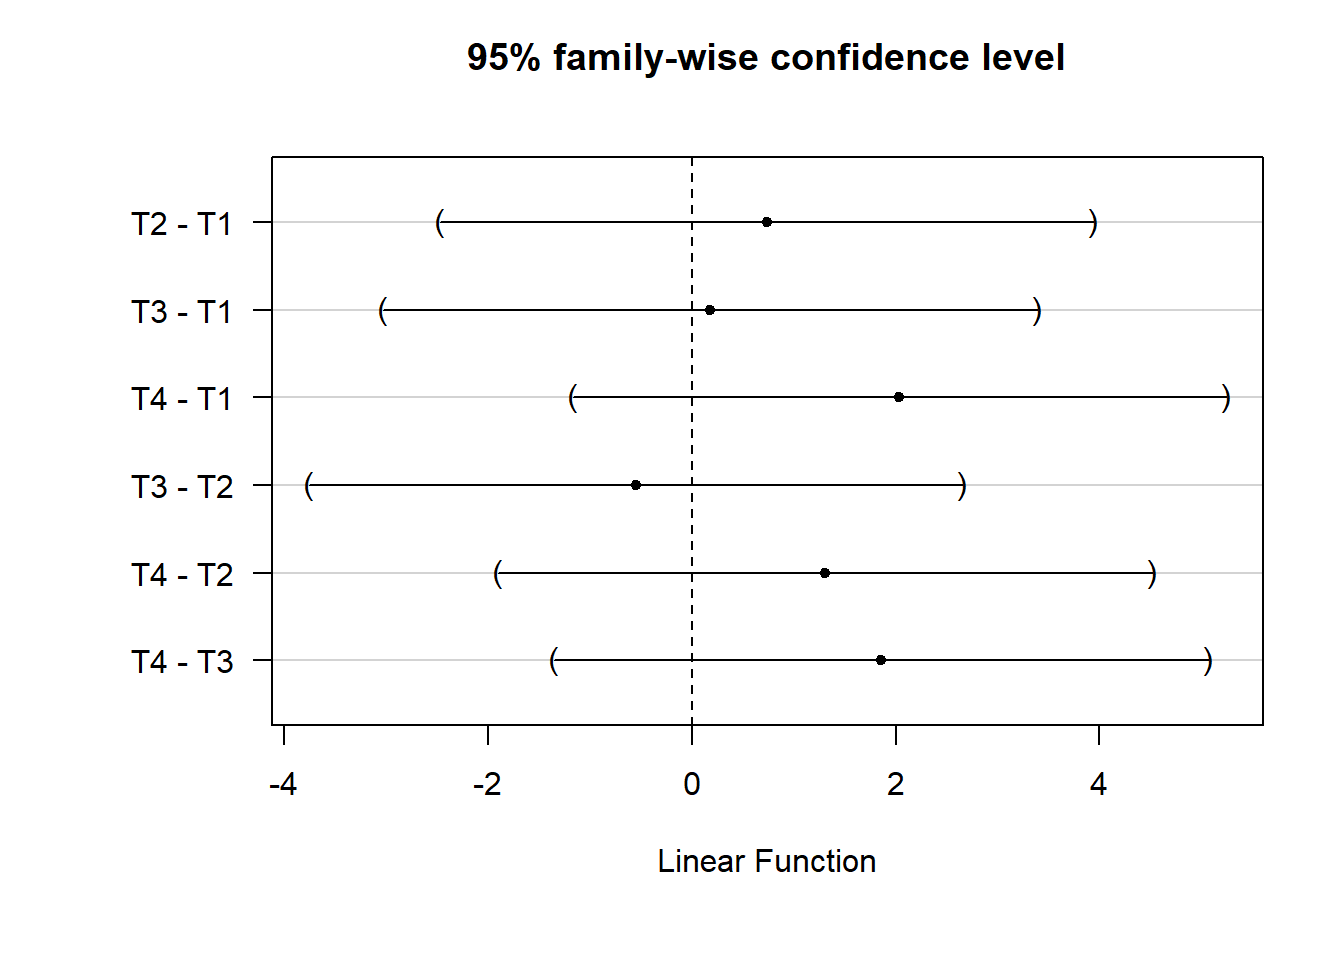 95% family-wise confidence level
T2 - T1
T3 - T1
T4 - T1
T3 - T2
T4 - T2
T4 - T3
-4 -2 0 2 4
Linear Function